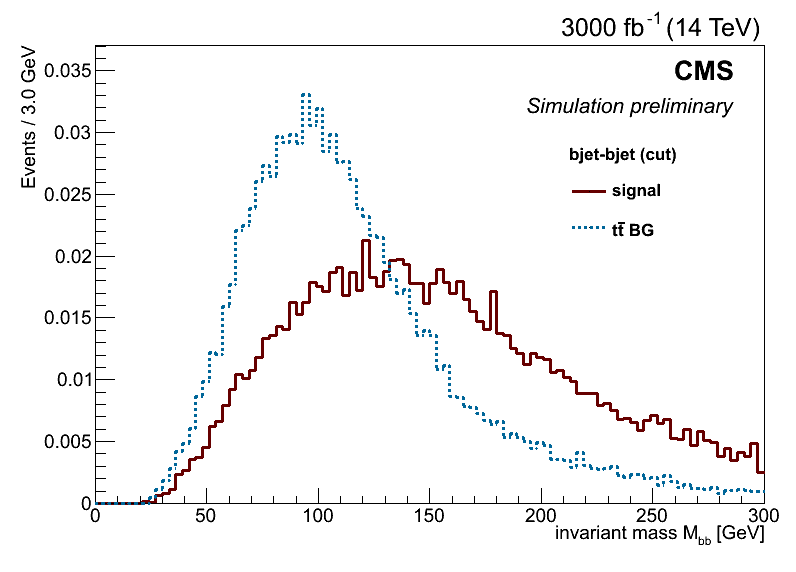 3000 fb⁻¹ (14 TeV)
CMS
Simulation preliminary
bjet-bjet (cut)
signal
tt̄ BG
Events / 3.0 GeV
0.035
0.03
0.025
0.02
0.015
0.01
0.005
0
0 50 100 150 200 250 300
invariant mass M_bb [GeV]